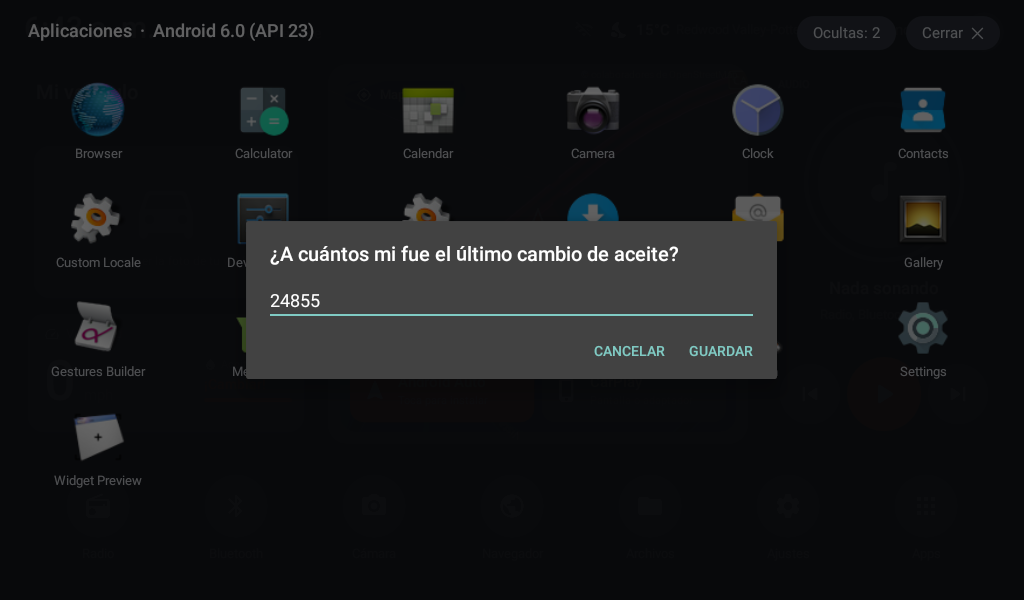 Aplicaciones · Android 6.0 (API 23)
Ocultas: 2
Cerrar
Browser
Calculator
Calendar
Camera
Clock
Contacts
Custom Locale
Gallery
¿A cuántos mi fue el último cambio de aceite?
24855
CANCELAR
GUARDAR
Gestures Builder
Settings
Widget Preview